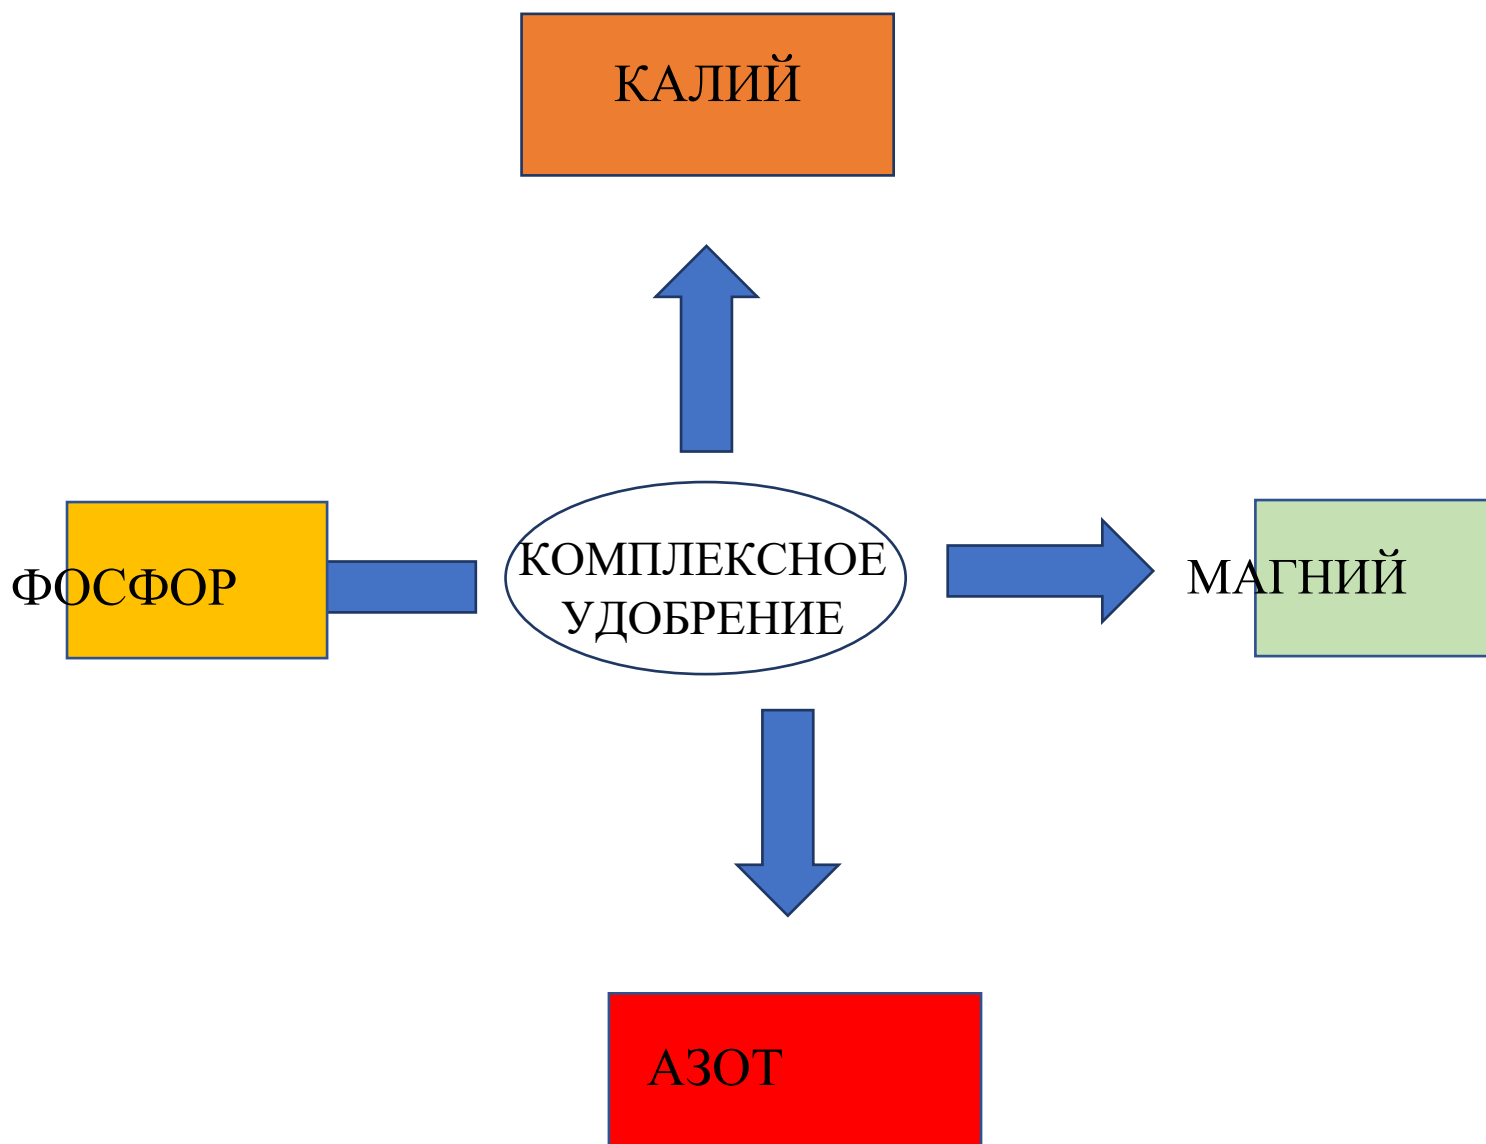 КАЛИЙ
КОМПЛЕКСНОЕ
УДОБРЕНИЕ
ФОСФОР
МАГНИЙ
АЗОТ